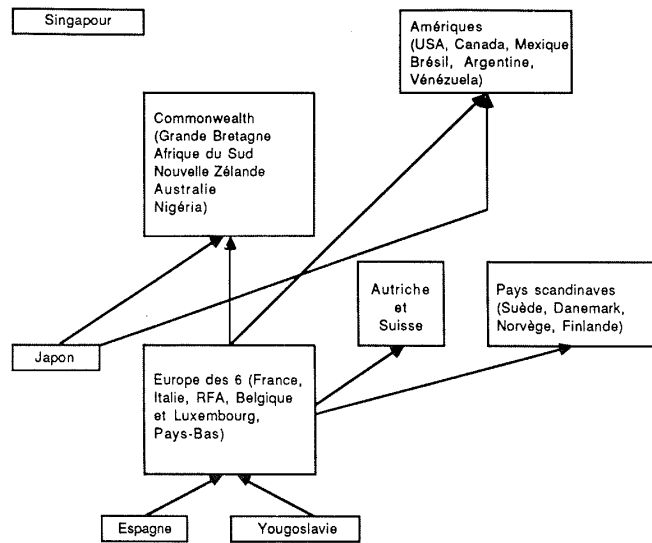 Singapour
Amériques
(USA, Canada, Mexique
Brésil, Argentine,
Vénézuela)
Commonwealth
(Grande Bretagne
Afrique du Sud
Nouvelle Zélande
Australie
Nigéria)
Autriche
et
Suisse
Pays scandinaves
(Suède, Danemark,
Norvège, Finlande)
Japon
Europe des 6 (France,
Italie, RFA, Belgique
et Luxembourg,
Pays-Bas)
Espagne
Yougoslavie